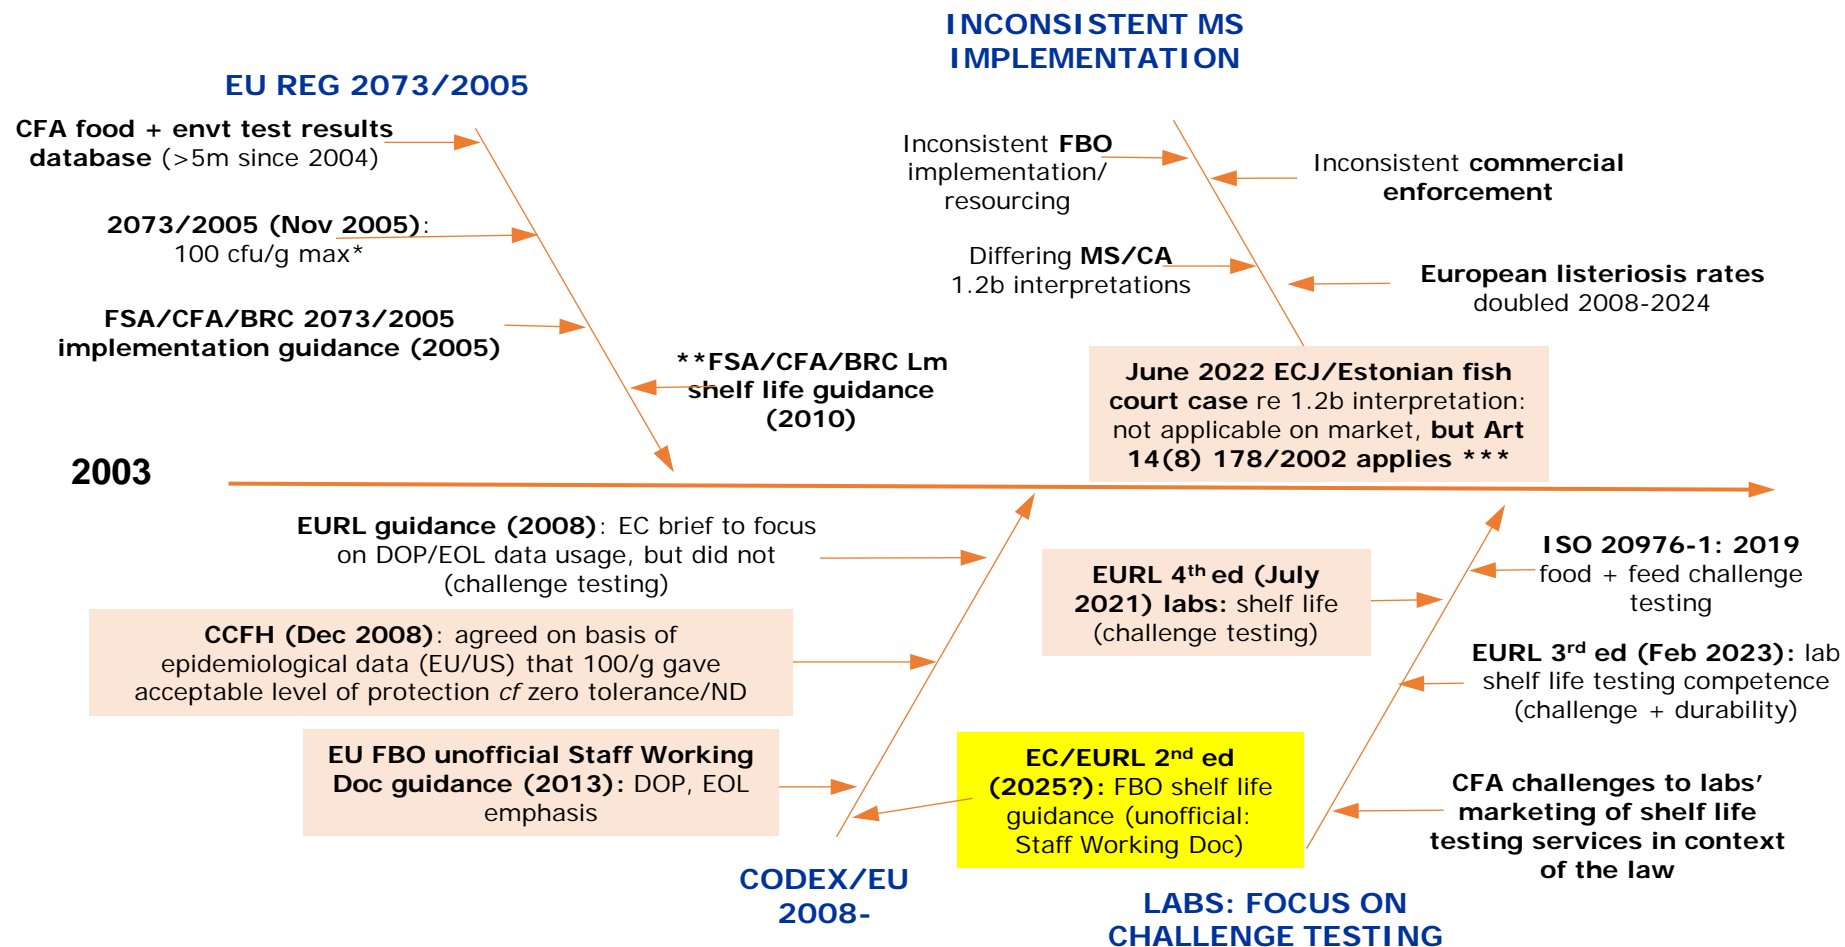 EU REG 2073/2005
CFA food + envt test results
database (>5m since 2004)
2073/2005 (Nov 2005):
100 cfu/g max*
FSA/CFA/BRC 2073/2005
implementation guidance (2005)
**FSA/CFA/BRC Lm
shelf life guidance
(2010)
INCONSISTENT MS
IMPLEMENTATION
Inconsistent FBO
implementation/
resourcing
Inconsistent commercial
enforcement
Differing MS/CA
1.2b interpretations
European listeriosis rates
doubled 2008-2024
June 2022 ECJ/Estonian fish
court case re 1.2b interpretation:
not applicable on market, but Art
14(8) 178/2002 applies ***
2003
EURL guidance (2008): EC brief to focus
on DOP/EOL data usage, but did not
(challenge testing)
CCFH (Dec 2008): agreed on basis of
epidemiological data (EU/US) that 100/g gave
acceptable level of protection cf zero tolerance/ND
EU FBO unofficial Staff Working
Doc guidance (2013): DOP, EOL
emphasis
EC/EURL 2nd ed
(2025?): FBO shelf life
guidance (unofficial:
Staff Working Doc)
CODEX/EU
2008-
EURL 4th ed (July
2021) labs: shelf life
(challenge testing)
ISO 20976-1: 2019
food + feed challenge
testing
EURL 3rd ed (Feb 2023): lab
shelf life testing competence
(challenge + durability)
CFA challenges to labs'
marketing of shelf life
testing services in context
of the law
LABS: FOCUS ON
CHALLENGE TESTING